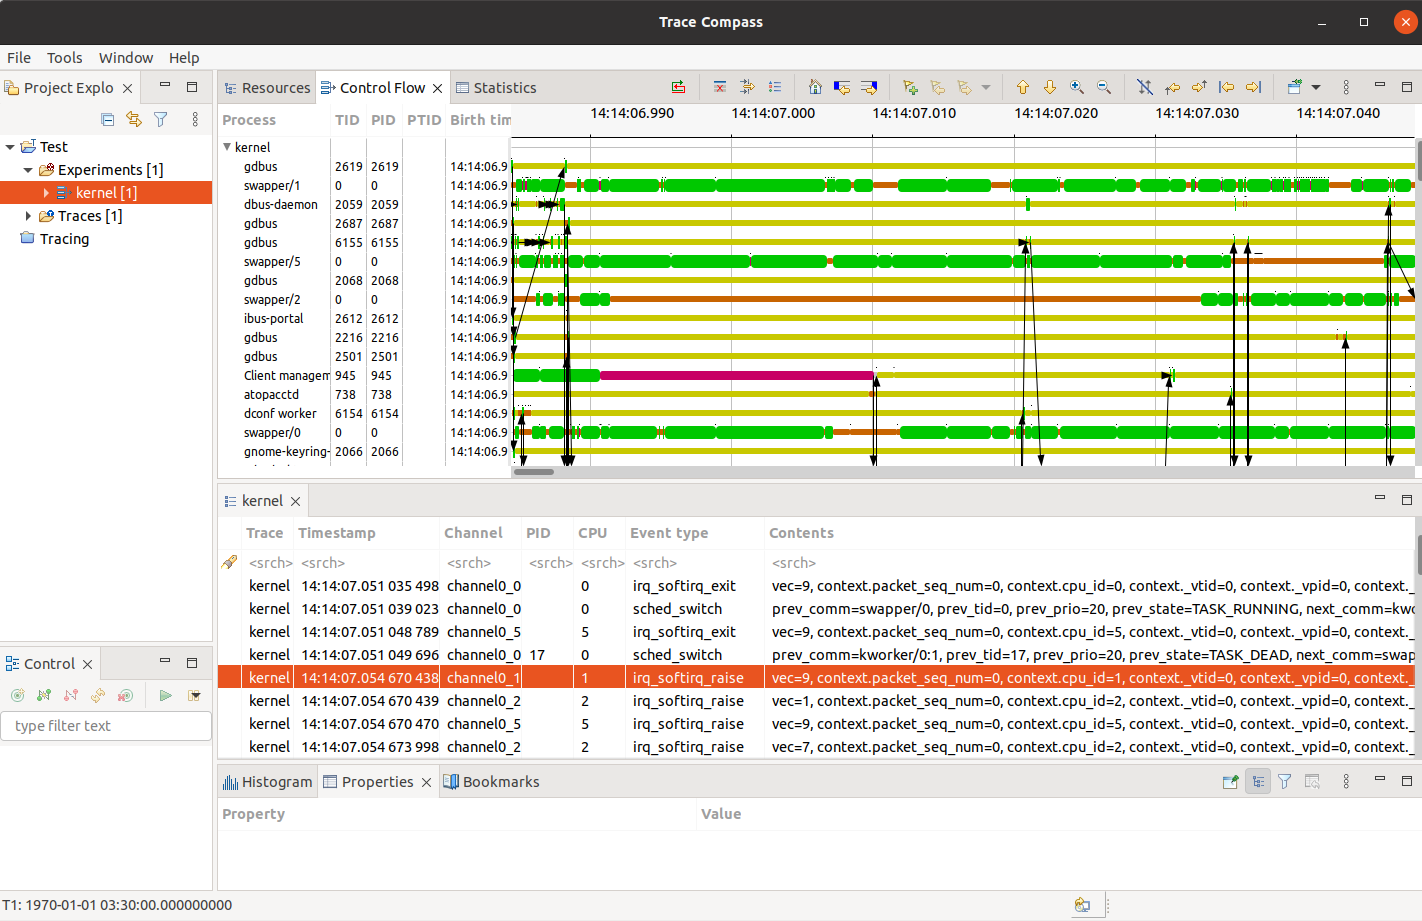 Trace Compass
File Tools Window Help
Project Explo
Resources Control Flow Statistics
Test
Experiments [1]
kernel [1]
Traces [1]
Tracing
Process TID PID PTID Birth tim 14:14:06.990 14:14:07.000 14:14:07.010 14:14:07.020 14:14:07.030 14:14:07.040
kernel
gdbus 2619 2619 14:14:06.9
swapper/1 0 0 14:14:06.9
dbus-daemon 2059 2059 14:14:06.9
gdbus 2687 2687 14:14:06.9
gdbus 6155 6155 14:14:06.9
swapper/5 0 0 14:14:06.9
gdbus 2068 2068 14:14:06.9
swapper/2 0 0 14:14:06.9
ibus-portal 2612 2612 14:14:06.9
gdbus 2216 2216 14:14:06.9
gdbus 2501 2501 14:14:06.9
Client managem 945 945 14:14:06.9
atopacctd 738 738 14:14:06.9
dconf worker 6154 6154 14:14:06.9
swapper/0 0 0 14:14:06.9
gnome-keyring- 2066 2066 14:14:06.9
kernel
Trace Timestamp Channel PID CPU Event type Contents
<srch> <srch> <srch> <srch> <srch> <srch> <srch>
kernel 14:14:07.051 035 498 channel0_0 0 irq_softirq_exit vec=9, context.packet_seq_num=0, context.cpu_id=0, context._vtid=0, context._vpid=0, context._
kernel 14:14:07.051 039 023 channel0_0 0 sched_switch prev_comm=swapper/0, prev_tid=0, prev_prio=20, prev_state=TASK_RUNNING, next_comm=kwo
kernel 14:14:07.051 048 789 channel0_5 5 irq_softirq_exit vec=9, context.packet_seq_num=0, context.cpu_id=5, context._vtid=0, context._vpid=0, context._
kernel 14:14:07.051 049 696 channel0_0 17 0 sched_switch prev_comm=kworker/0:1, prev_tid=17, prev_prio=20, prev_state=TASK_DEAD, next_comm=swap
kernel 14:14:07.054 670 438 channel0_1 1 irq_softirq_raise vec=9, context.packet_seq_num=0, context.cpu_id=1, context._vtid=0, context._vpid=0, context._
kernel 14:14:07.054 670 439 channel0_2 2 irq_softirq_raise vec=1, context.packet_seq_num=0, context.cpu_id=2, context._vtid=0, context._vpid=0, context._
kernel 14:14:07.054 670 470 channel0_5 5 irq_softirq_raise vec=9, context.packet_seq_num=0, context.cpu_id=5, context._vtid=0, context._vpid=0, context._
kernel 14:14:07.054 673 998 channel0_2 2 irq_softirq_raise vec=7, context.packet_seq_num=0, context.cpu_id=2, context._vtid=0, context._vpid=0, context._
Control
type filter text
Histogram Properties Bookmarks
Property Value
T1: 1970-01-01 03:30:00.000000000